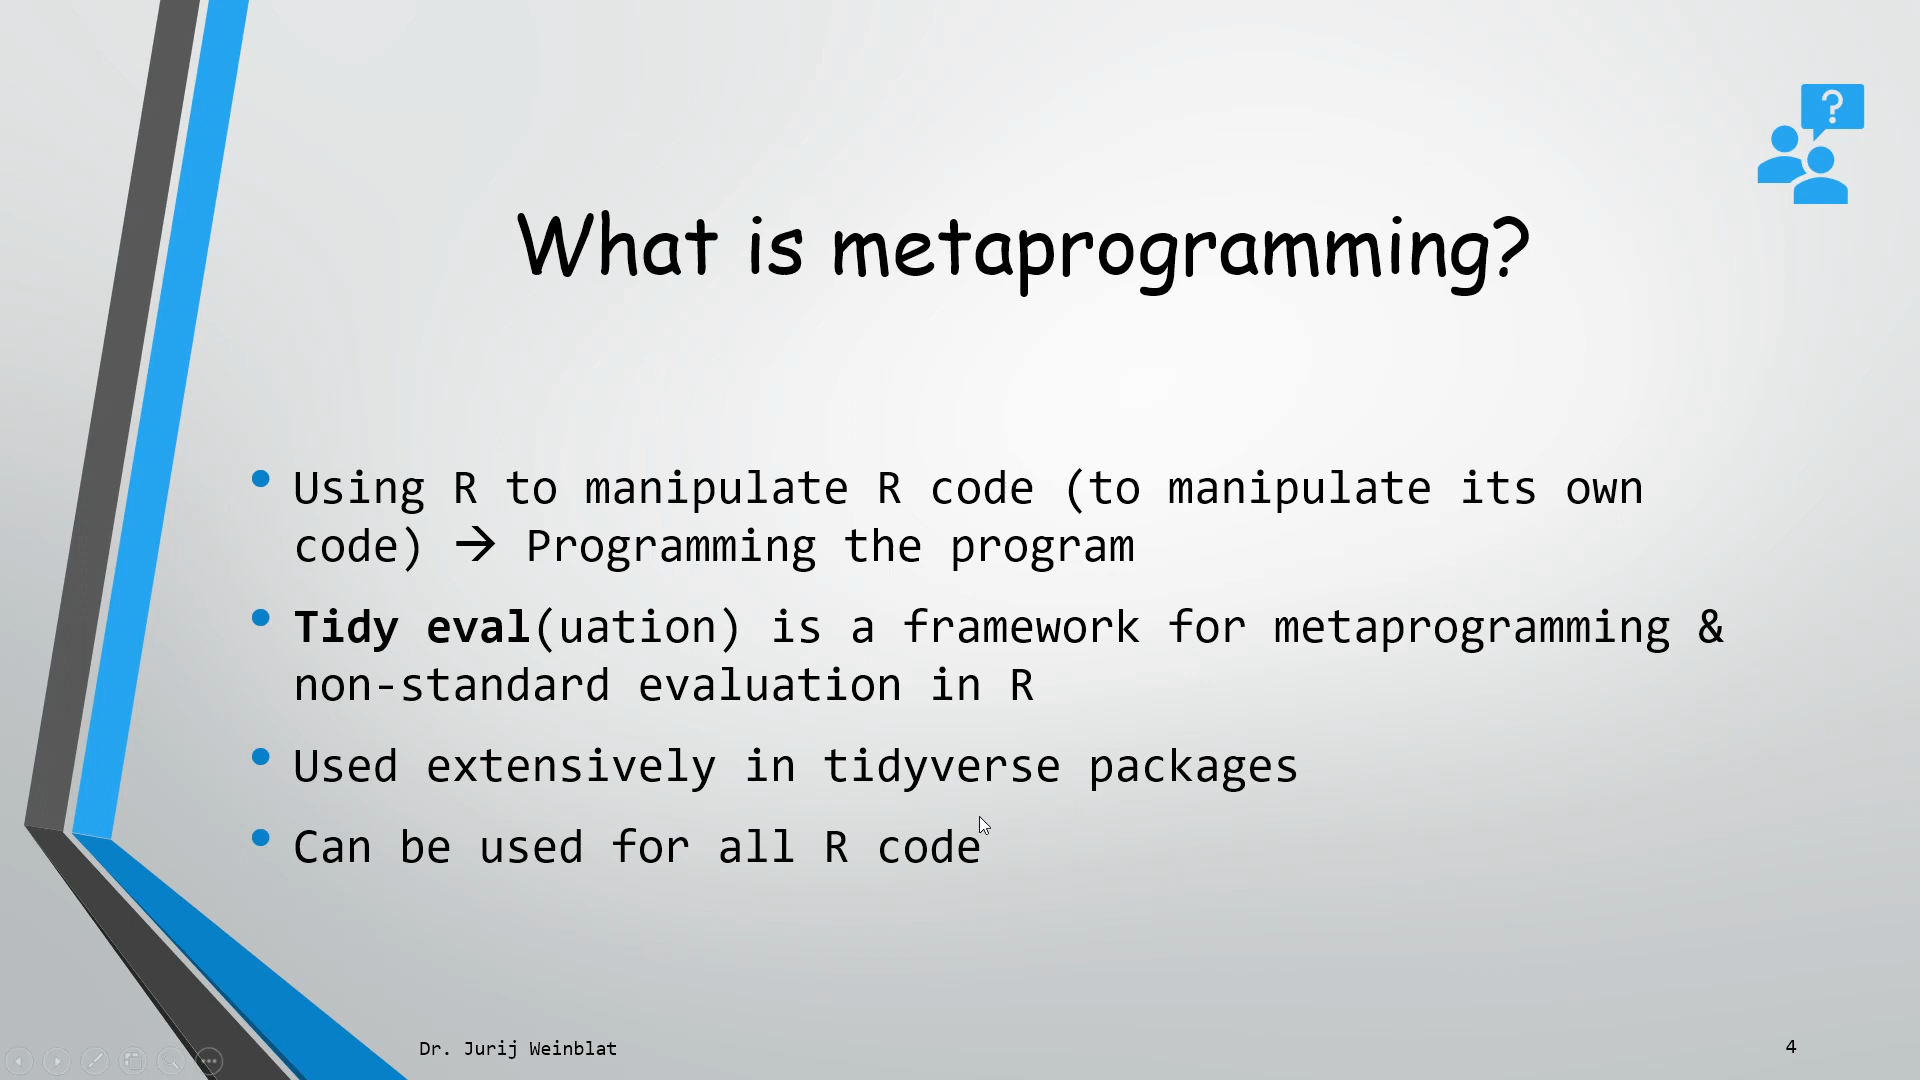 ?
What is metaprogramming?
• Using R to manipulate R code (to manipulate its own
code) → Programming the program
• Tidy eval(uation) is a framework for metaprogramming &
non-standard evaluation in R
• Used extensively in tidyverse packages
• Can be used for all R code
Dr. Jurij Weinblat
4